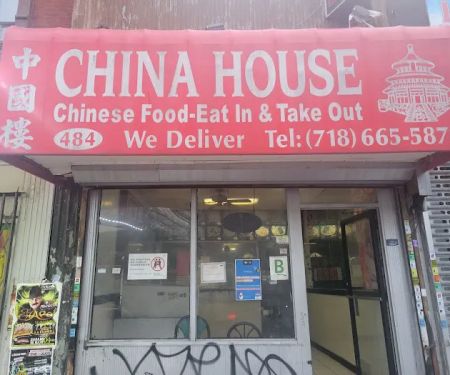 中國樓
CHINA HOUSE
Chinese Food-Eat In & Take Out
484 We Deliver Tel: (718) 665-587
B